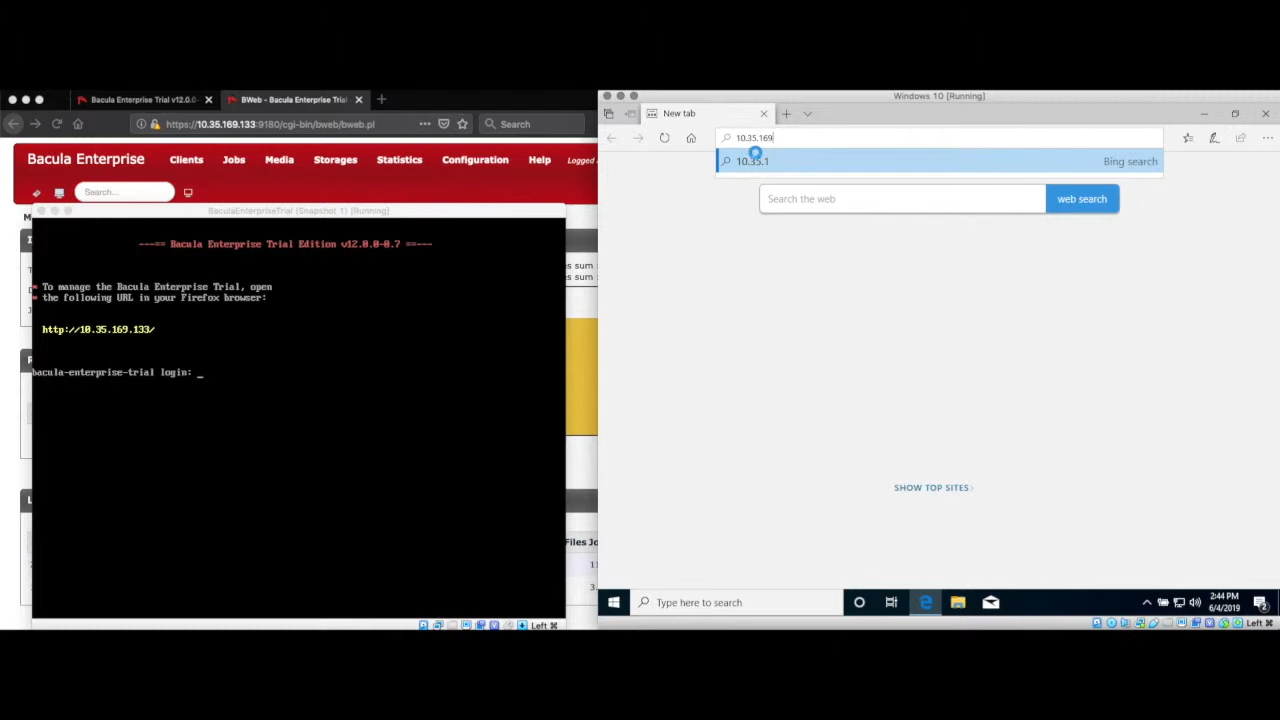 Bacula Enterprise Trial v12.0.0-
BWeb - Bacula Enterprise Trial
https://10.35.169.133:9180/cgi-bin/bweb/bweb.pl
Search
Bacula Enterprise
Clients
Jobs
Media
Storages
Statistics
Configuration
Help
Logged
Search...
BaculaEnterpriseTrial (Snapshot 1) [Running]
---== Bacula Enterprise Trial Edition v12.0.0-0.7 ==---
* To manage the Bacula Enterprise Trial, open
* the following URL in your Firefox browser:
http://10.35.169.133/
bacula-enterprise-trial login: _
s sum
s sum
Files Jo
11
3
Left ⌘
Windows 10 [Running]
New tab
10.35.169
10.35.1
Bing search
Search the web
web search
SHOW TOP SITES
Type here to search
2:44 PM
6/4/2019
2
Left ⌘